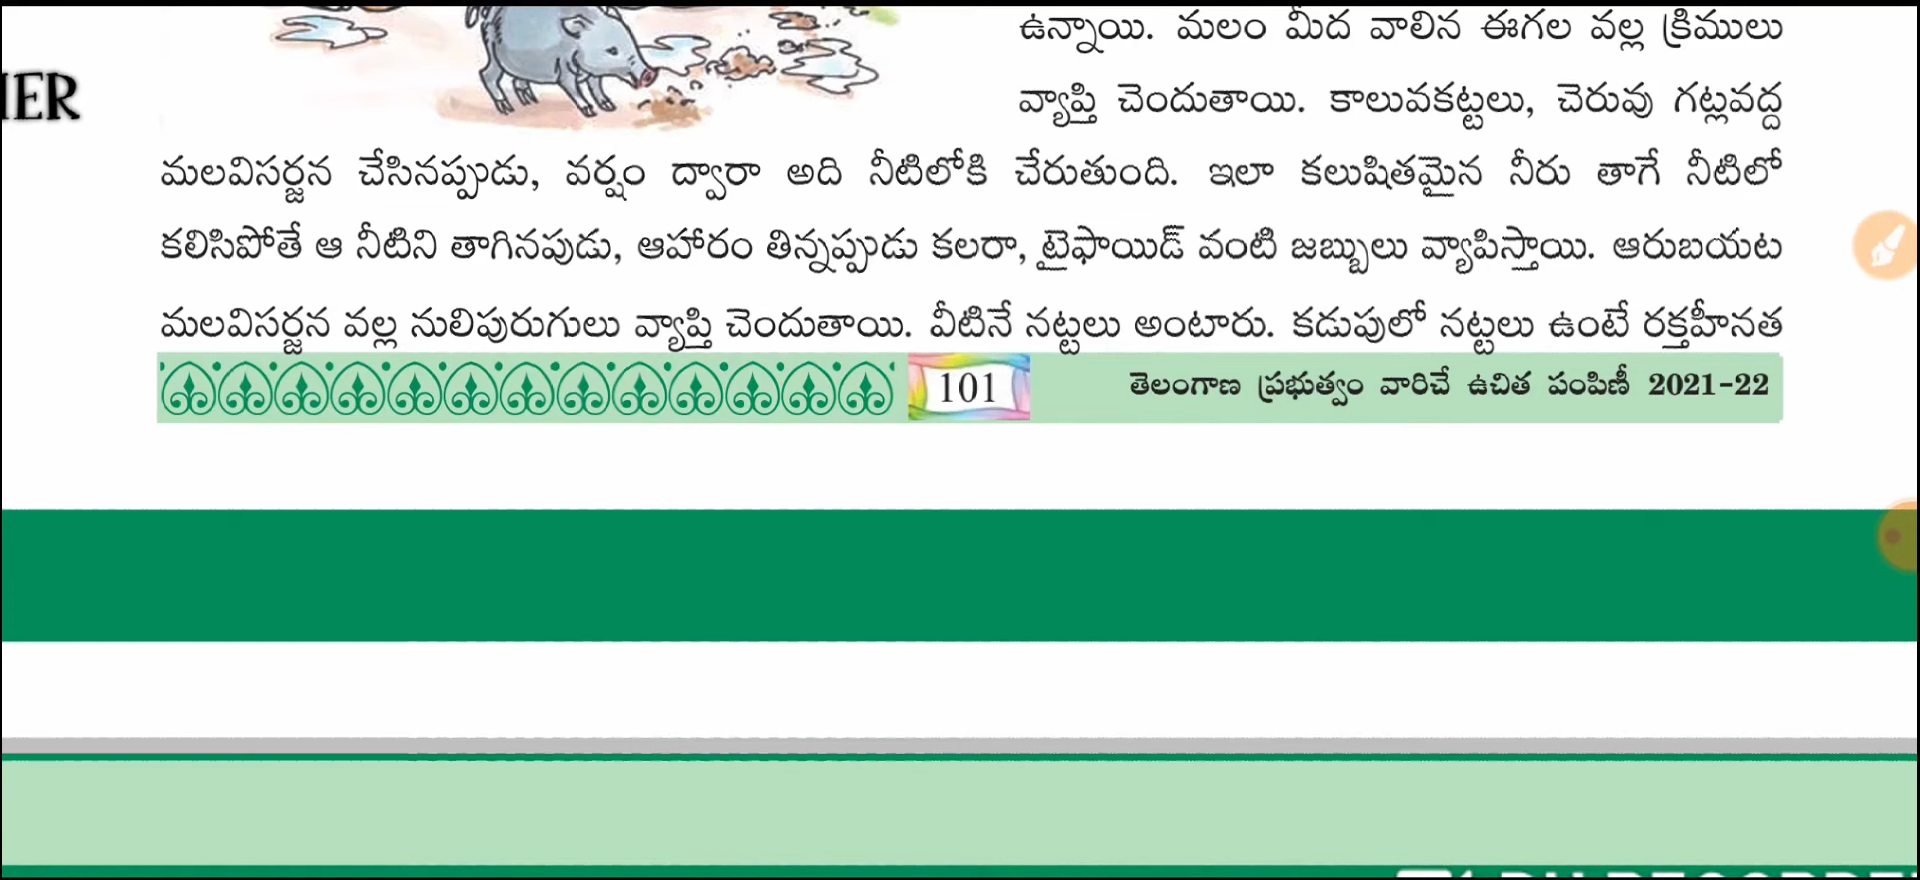 ఉన్నాయి. మలం మీద వాలిన ఈగల వల్ల క్రిములు
IER
వ్యాప్తి చెందుతాయి. కాలువకట్టలు, చెరువు గట్లవద్ద
మలవిసర్జన చేసినప్పుడు, వర్షం ద్వారా అది నీటిలోకి చేరుతుంది. ఇలా కలుషితమైన నీరు తాగే నీటిలో
కలిసిపోతే ఆ నీటిని తాగినపుడు, ఆహారం తిన్నప్పుడు కలరా, టైఫాయిడ్ వంటి జబ్బులు వ్యాపిస్తాయి. ఆరుబయట
మలవిసర్జన వల్ల నులిపురుగులు వ్యాప్తి చెందుతాయి. వీటినే నట్టలు అంటారు. కడుపులో నట్టలు ఉంటే రక్తహీనత
101 తెలంగాణ ప్రభుత్వం వారిచే ఉచిత పంపిణీ 2021-22